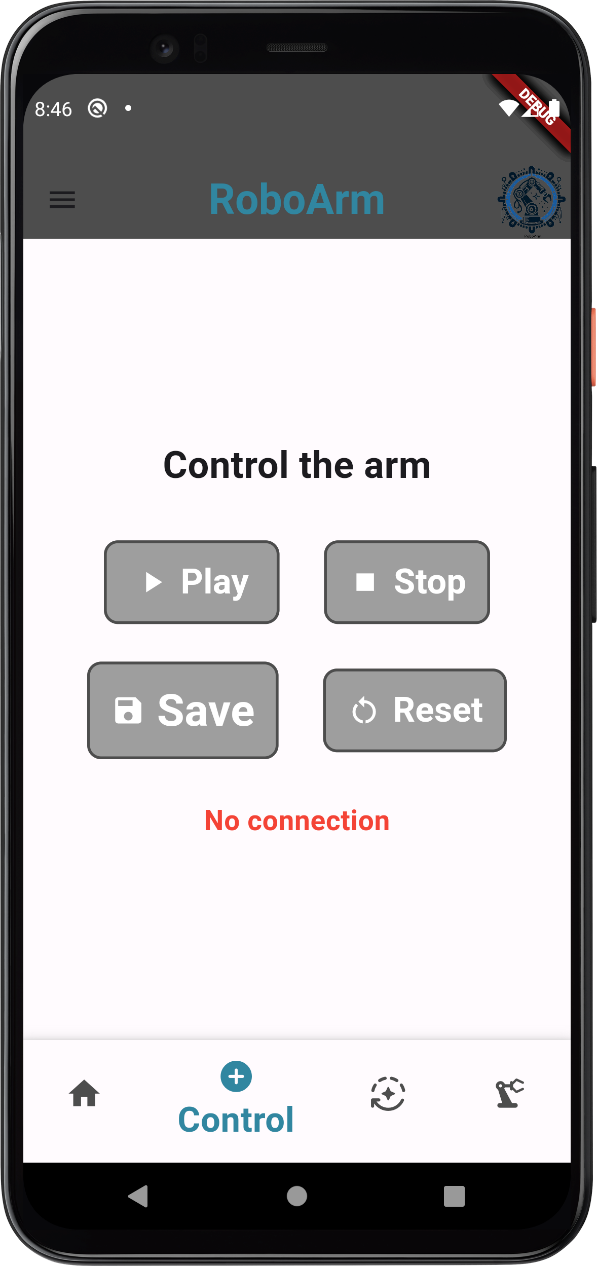 8:46
DEBUG
RoboArm
Control the arm
Play Stop
Save Reset
No connection
Control